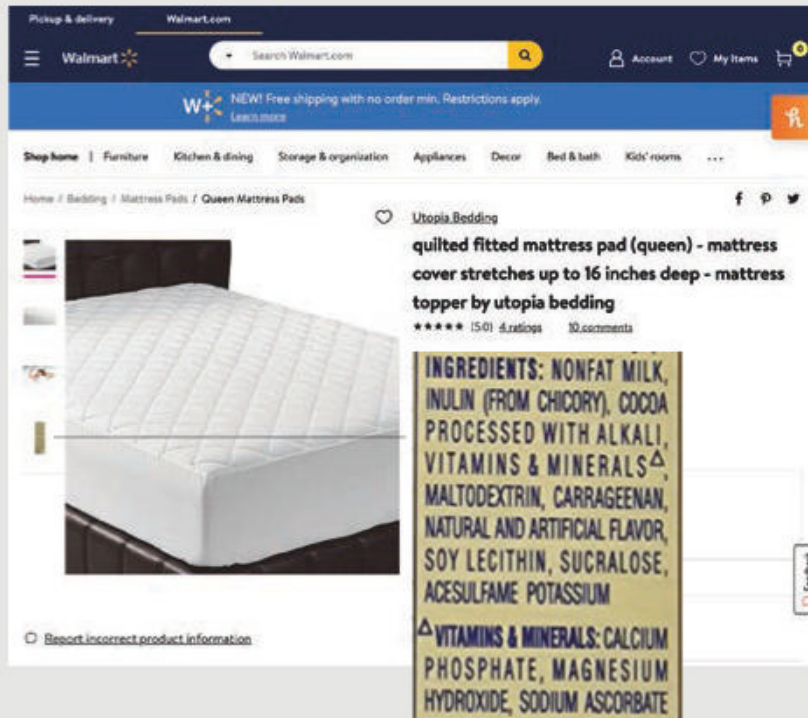 Pickup & delivery
Walmart.com
Walmart
Search Walmart.com
Account
My Items
0
W+
NEW! Free shipping with no order min. Restrictions apply.
Learn more
Shop home | Furniture Kitchen & dining Storage & organization Appliances Decor Bed & bath Kids' rooms ...
Home / Bedding / Mattress Pads / Queen Mattress Pads
Utopia Bedding
quilted fitted mattress pad (queen) - mattress
cover stretches up to 16 inches deep - mattress
topper by utopia bedding
★★★★★ (5.0) 4 ratings 10 comments
INGREDIENTS: NONFAT MILK,
INULIN (FROM CHICORY), COCOA
PROCESSED WITH ALKALI,
VITAMINS & MINERALS△,
MALTODEXTRIN, CARRAGEENAN,
NATURAL AND ARTIFICIAL FLAVOR,
SOY LECITHIN, SUCRALOSE,
ACESULFAME POTASSIUM
△VITAMINS & MINERALS: CALCIUM
PHOSPHATE, MAGNESIUM
HYDROXIDE, SODIUM ASCORBATE
Report incorrect product information